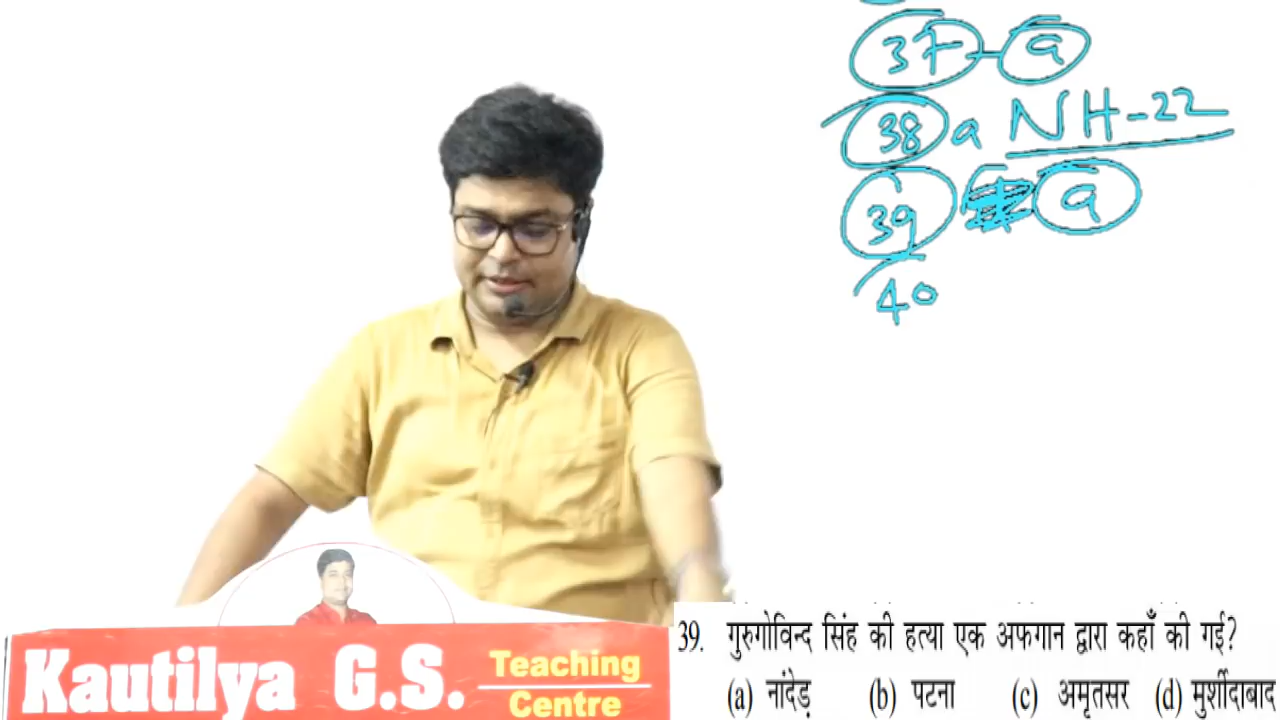 37-a
38 a NH-22
39 a
40
Kautilya G.S. Teaching Centre
39. गुरुगोविन्द सिंह की हत्या एक अफगान द्वारा कहाँ की गई?
(a) नांदेड़ (b) पटना (c) अमृतसर (d) मुर्शीदाबाद